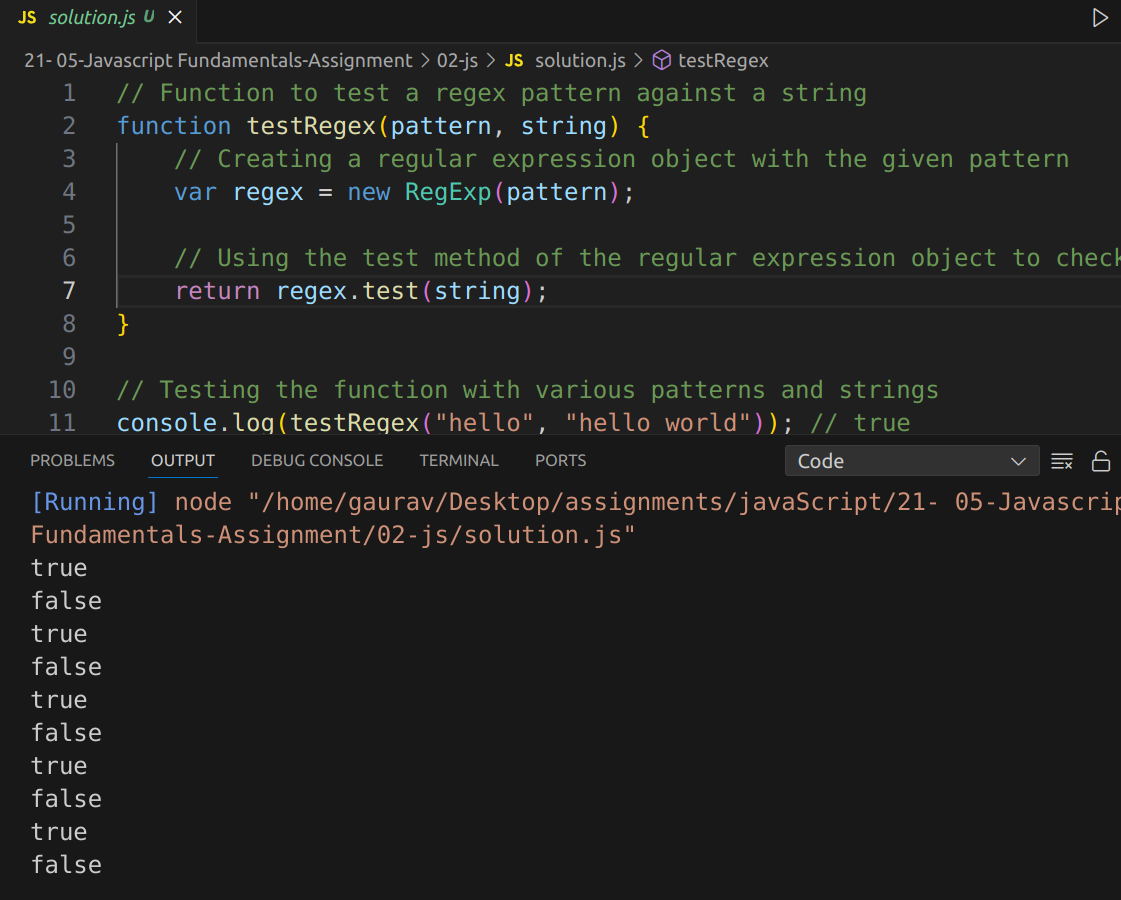 JS solution.js U
21- 05-Javascript Fundamentals-Assignment > 02-js > JS solution.js > testRegex
1 // Function to test a regex pattern against a string
2 function testRegex(pattern, string) {
3 // Creating a regular expression object with the given pattern
4 var regex = new RegExp(pattern);
5
6 // Using the test method of the regular expression object to check
7 return regex.test(string);
8 }
9
10 // Testing the function with various patterns and strings
11 console.log(testRegex("hello", "hello world")); // true
PROBLEMS OUTPUT DEBUG CONSOLE TERMINAL PORTS Code
[Running] node "/home/gaurav/Desktop/assignments/javaScript/21- 05-Javascrip
Fundamentals-Assignment/02-js/solution.js"
true
false
true
false
true
false
true
false
true
false